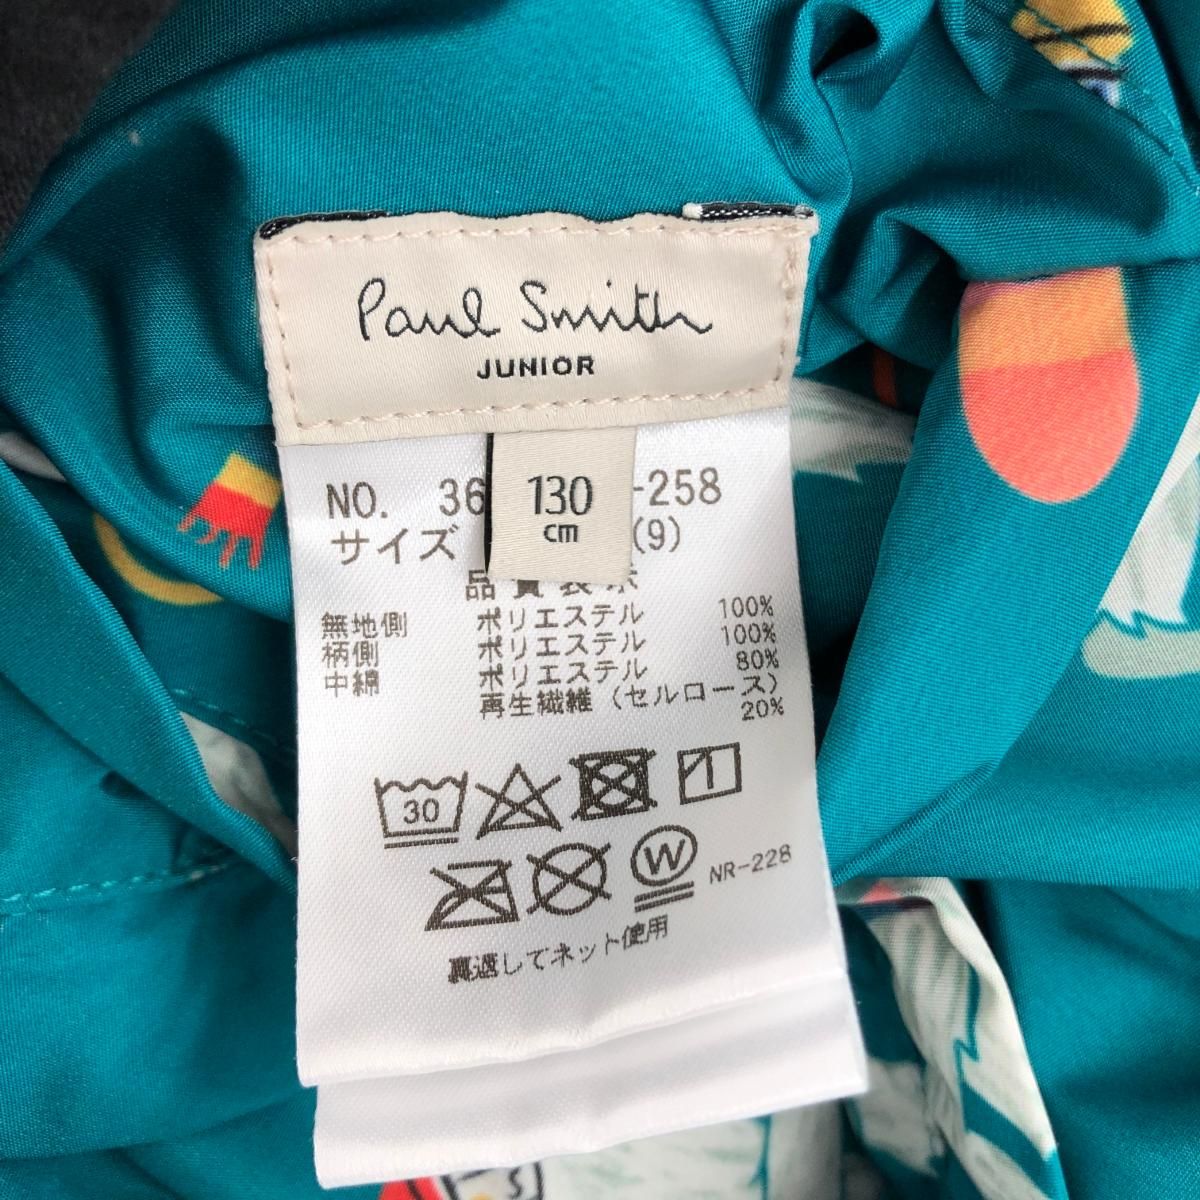 Paul Smith
JUNIOR
130
cm
NO. 36 -258
サイズ (9)
品質表示
無地側 ポリエステル 100%
柄側 ポリエステル 100%
中綿 ポリエステル 80%
再生繊維(セルロース)
20%
30
W NR-228
裏返してネット使用